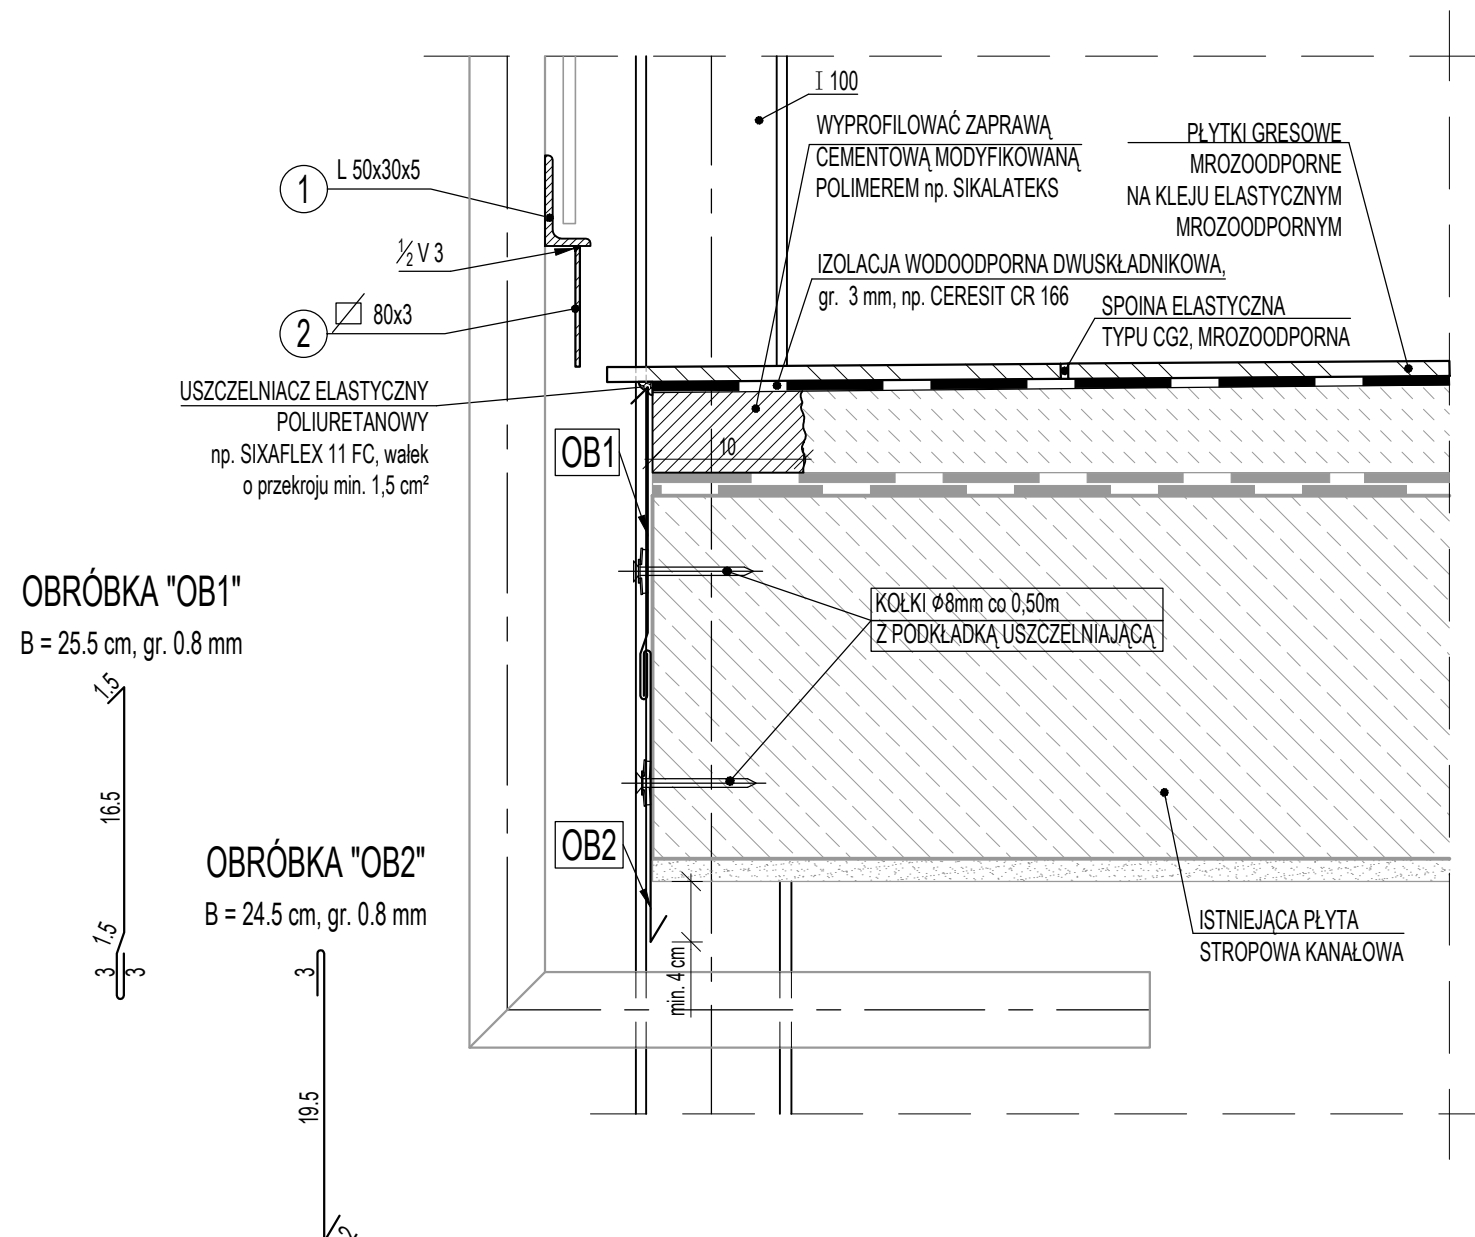 I 100
WYPROFILOWAĆ ZAPRAWĄ
CEMENTOWĄ MODYFIKOWANĄ
POLIMEREM np. SIKALATEKS
PŁYTKI GRESOWE
MROZOODPORNE
NA KLEJU ELASTYCZNYM
MROZOODPORNYM
1
L 50x30x5
½ V 3
2
80x3
IZOLACJA WODOODPORNA DWUSKŁADNIKOWA,
gr. 3 mm, np. CERESIT CR 166
SPOINA ELASTYCZNA
TYPU CG2, MROZOODPORNA
USZCZELNIACZ ELASTYCZNY
POLIURETANOWY
np. SIXAFLEX 11 FC, wałek
o przekroju min. 1,5 cm²
OB1
10
KOŁKI Ø8mm co 0,50m
Z PODKŁADKĄ USZCZELNIAJĄCĄ
OBRÓBKA "OB1"
B = 25.5 cm, gr. 0.8 mm
1.5
16.5
1.5
3
3
OB2
OBRÓBKA "OB2"
B = 24.5 cm, gr. 0.8 mm
3
19.5
2
min. 4 cm
ISTNIEJĄCA PŁYTA
STROPOWA KANAŁOWA